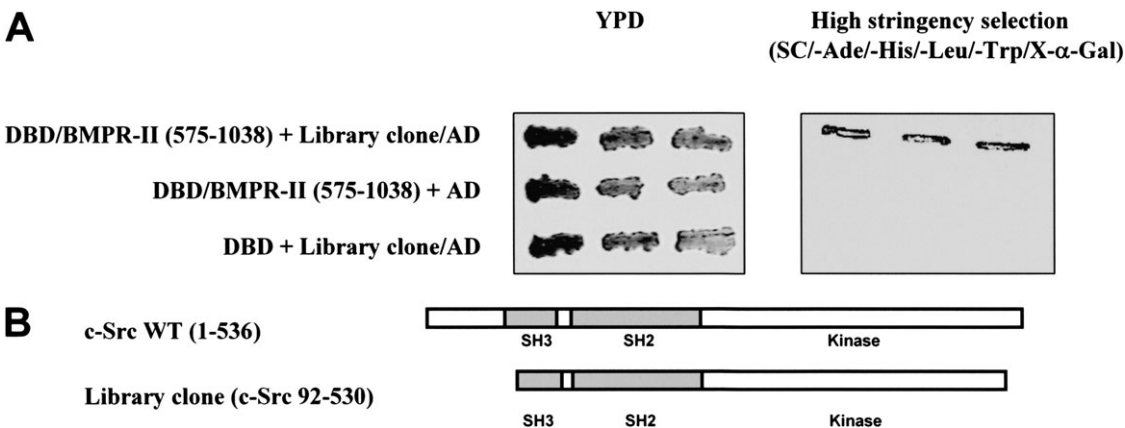 A
YPD
High stringency selection
(SC/-Ade/-His/-Leu/-Trp/X-α-Gal)
DBD/BMPR-II (575-1038) + Library clone/AD
DBD/BMPR-II (575-1038) + AD
DBD + Library clone/AD
B
c-Src WT (1-536)
SH3 SH2 Kinase
Library clone (c-Src 92-530)
SH3 SH2 Kinase